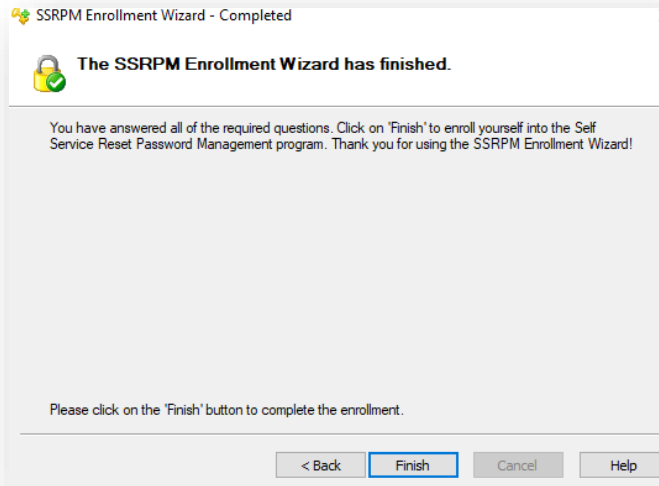 SSRPM Enrollment Wizard - Completed
The SSRPM Enrollment Wizard has finished.
You have answered all of the required questions. Click on 'Finish' to enroll yourself into the Self
Service Reset Password Management program. Thank you for using the SSRPM Enrollment Wizard!
Please click on the 'Finish' button to complete the enrollment.
< Back Finish Cancel Help